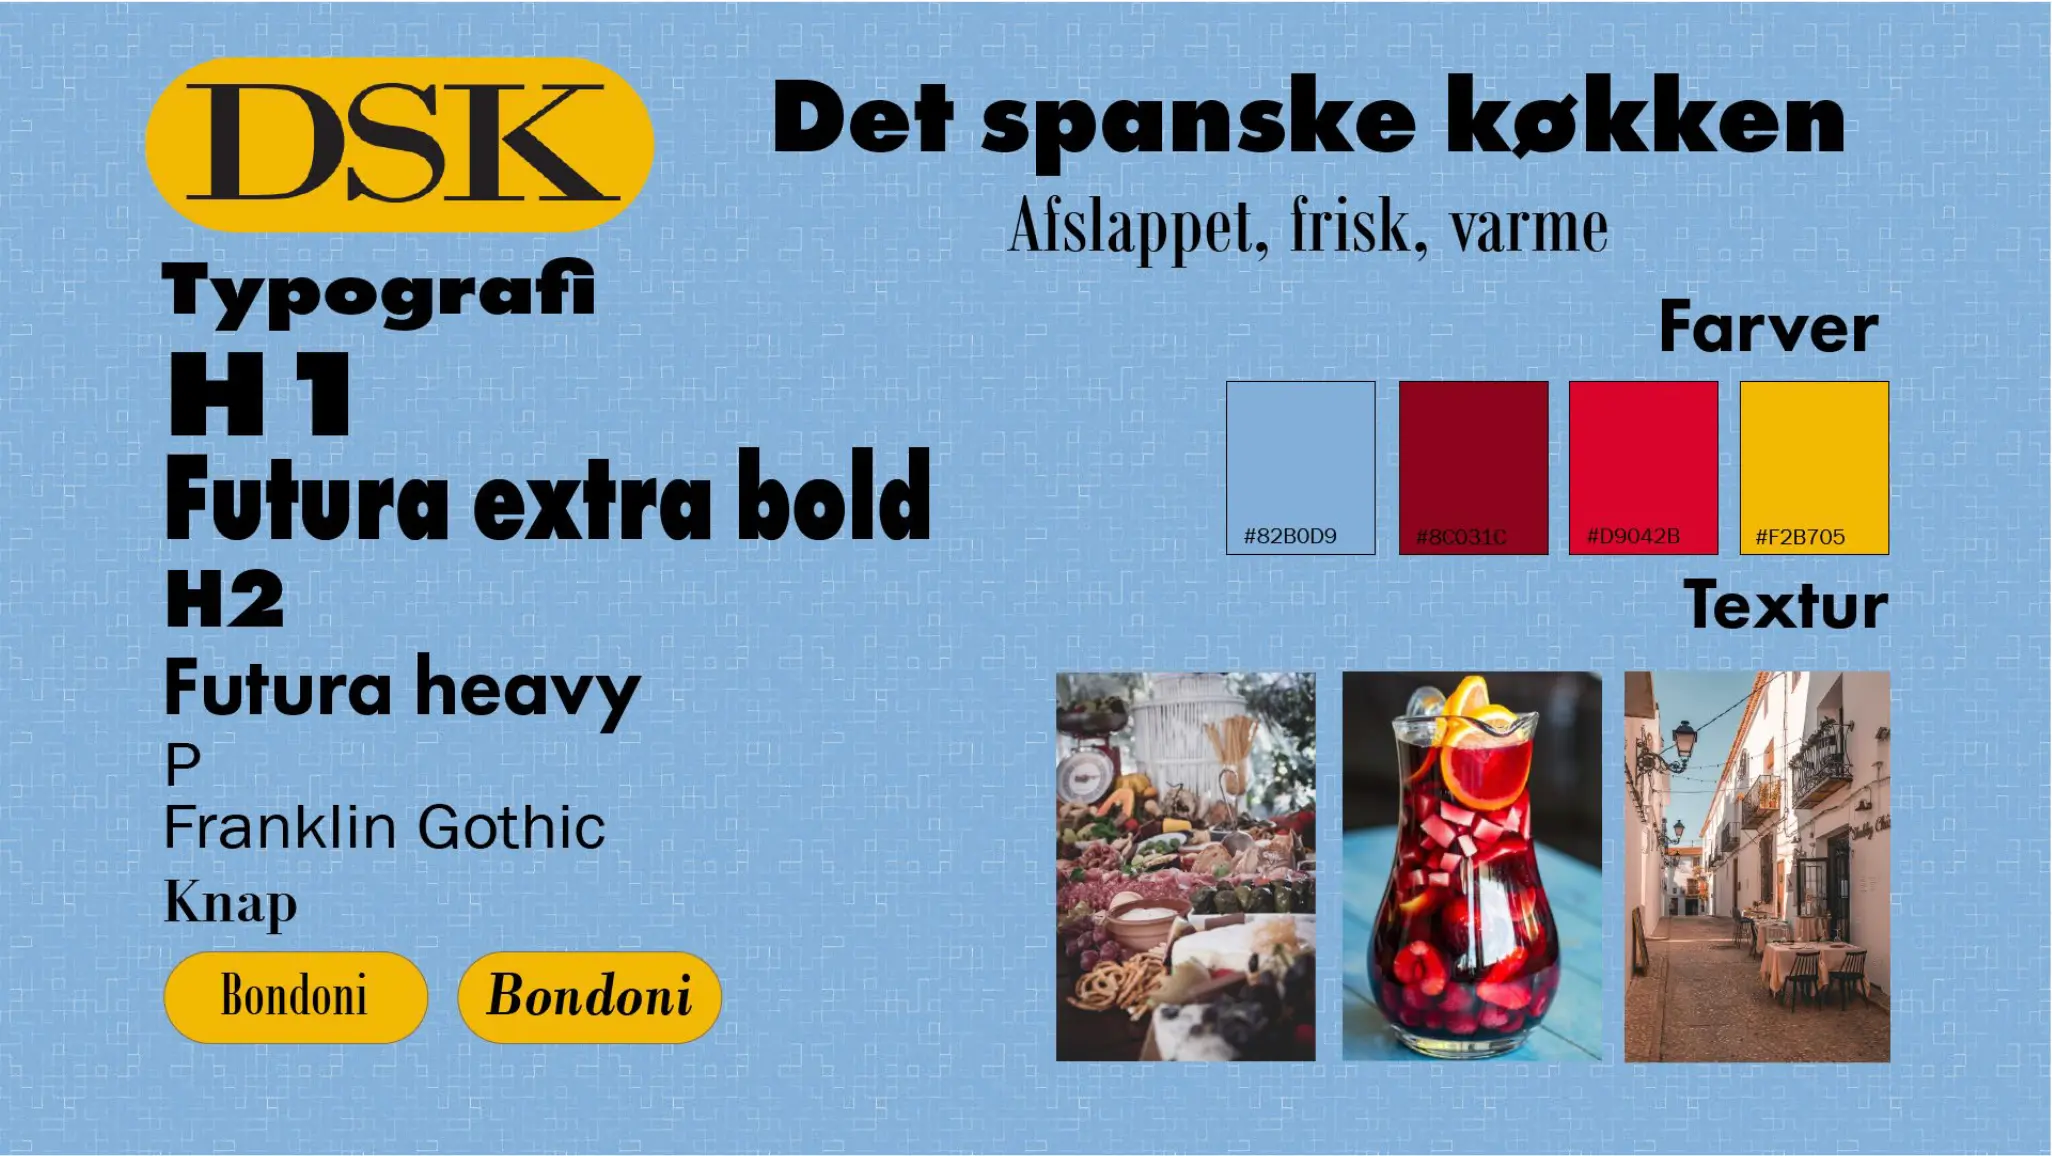 DSK
Det spanske køkken
Afslappet, frisk, varme
Typografi
H1
Futura extra bold
H2
Futura heavy
P
Franklin Gothic
Knap
Bondoni
Bondoni
Farver
#82B0D9
#8C031C
#D9042B
#F2B705
Textur